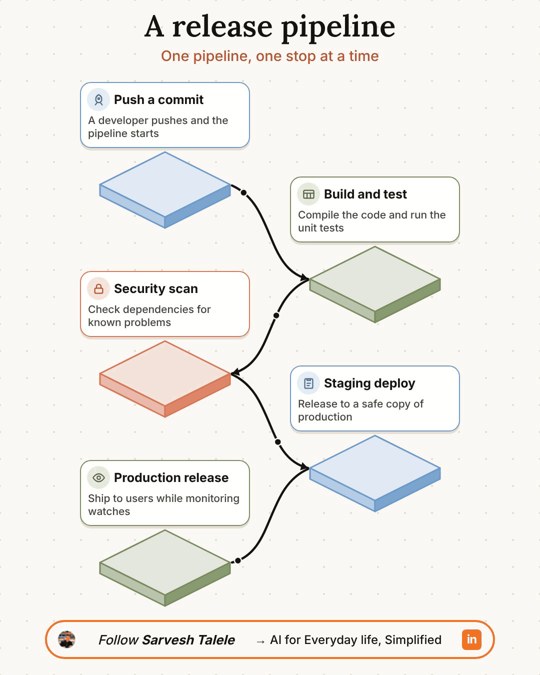 A release pipeline
One pipeline, one stop at a time
Push a commit
A developer pushes and the
pipeline starts
Build and test
Compile the code and run the
unit tests
Security scan
Check dependencies for
known problems
Staging deploy
Release to a safe copy of
production
Production release
Ship to users while monitoring
watches
Follow Sarvesh Talele → AI for Everyday life, Simplified in